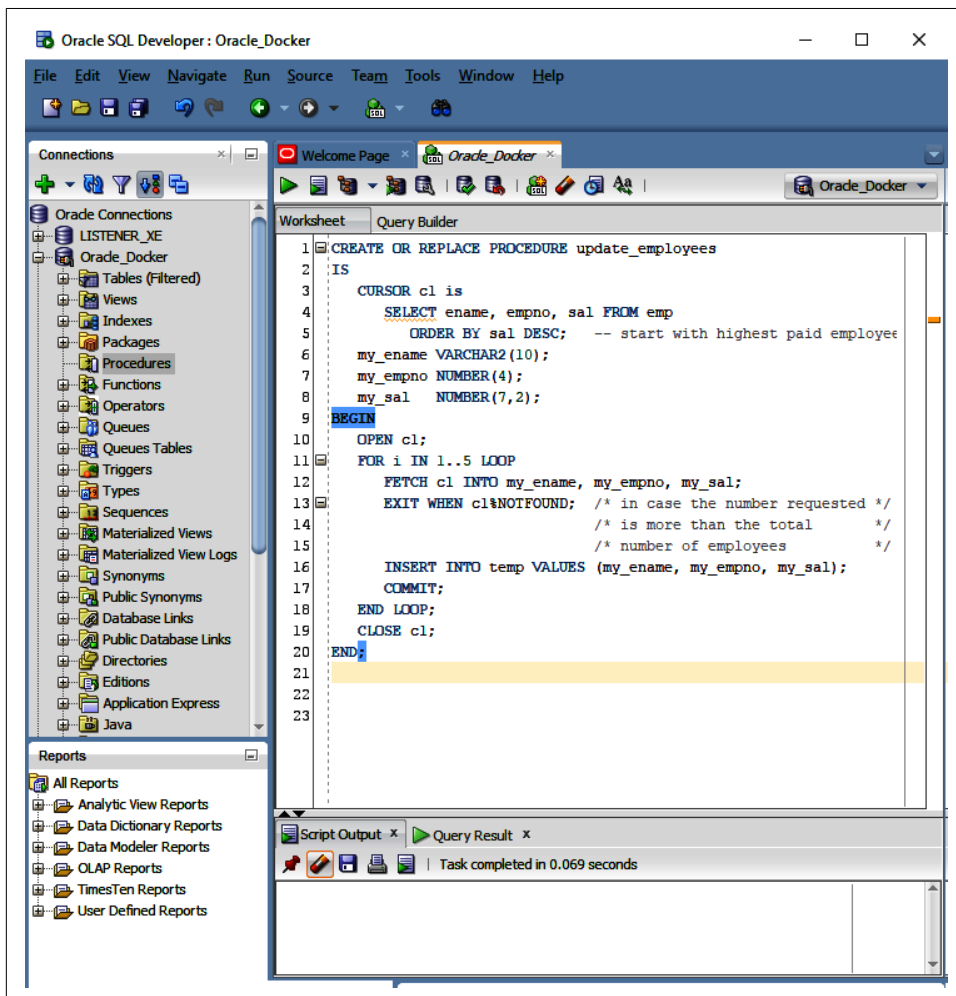 Oracle SQL Developer : Oracle_Docker
File Edit View Navigate Run Source Team Tools Window Help
Connections
Oracle Connections
LISTENER_XE
Oracle_Docker
Tables (Filtered)
Views
Indexes
Packages
Procedures
Functions
Operators
Queues
Queues Tables
Triggers
Types
Sequences
Materialized Views
Materialized View Logs
Synonyms
Public Synonyms
Database Links
Public Database Links
Directories
Editions
Application Express
Java
Reports
All Reports
Analytic View Reports
Data Dictionary Reports
Data Modeler Reports
OLAP Reports
TimesTen Reports
User Defined Reports
Welcome Page Oracle_Docker
Oracle_Docker
Worksheet Query Builder
1 CREATE OR REPLACE PROCEDURE update_employees
2 IS
3 CURSOR c1 is
4 SELECT ename, empno, sal FROM emp
5 ORDER BY sal DESC; -- start with highest paid employee
6 my_ename VARCHAR2(10);
7 my_empno NUMBER(4);
8 my_sal NUMBER(7,2);
9 BEGIN
10 OPEN c1;
11 FOR i IN 1..5 LOOP
12 FETCH c1 INTO my_ename, my_empno, my_sal;
13 EXIT WHEN c1%NOTFOUND; /* in case the number requested */
14 /* is more than the total */
15 /* number of employees */
16 INSERT INTO temp VALUES (my_ename, my_empno, my_sal);
17 COMMIT;
18 END LOOP;
19 CLOSE c1;
20 END;
21
22
23
Script Output x Query Result x
Task completed in 0.069 seconds